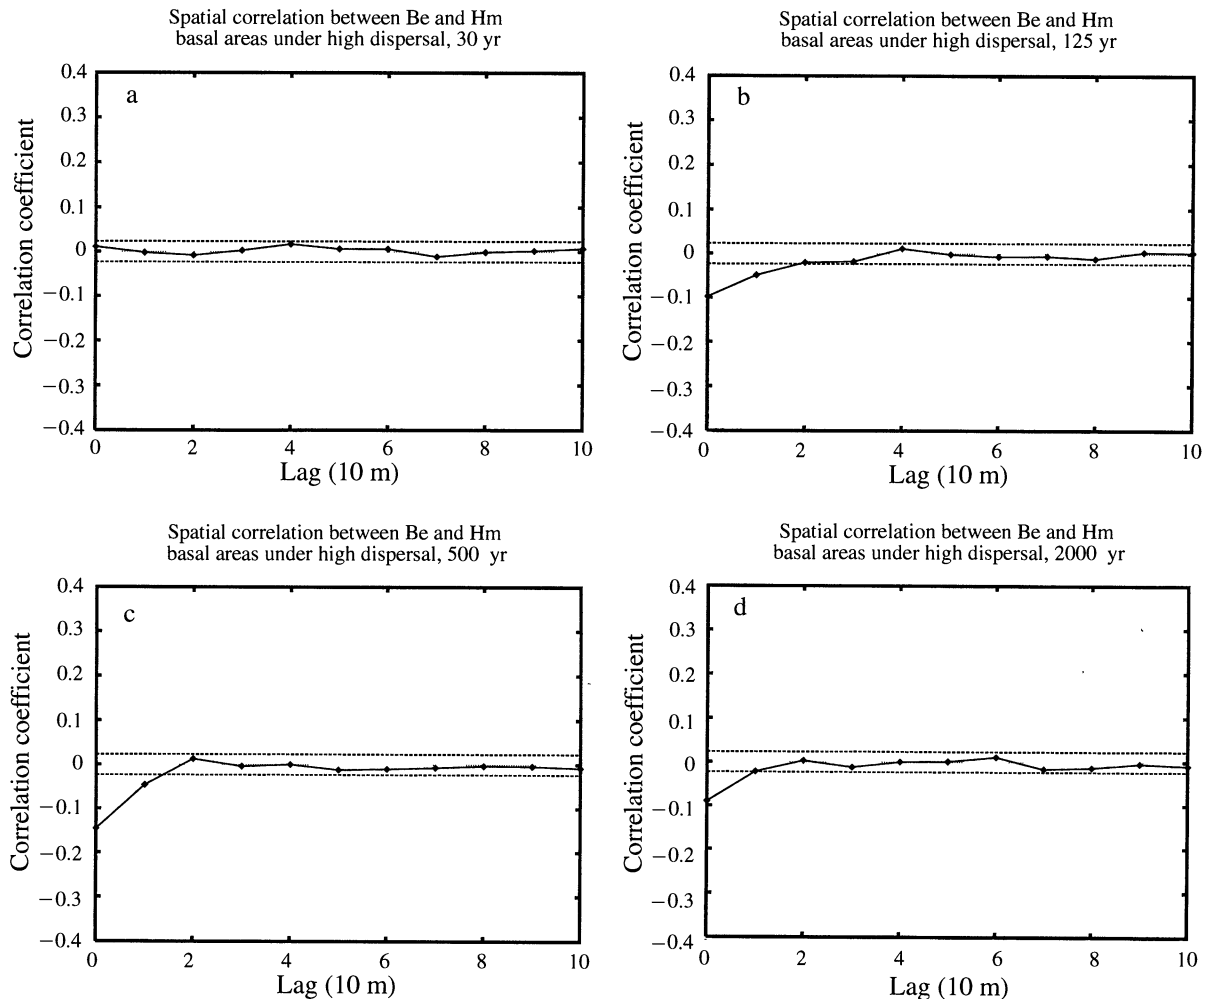 Spatial correlation between Be and Hm
basal areas under high dispersal, 30 yr
a
Correlation coefficient
0.4
0.3
0.2
0.1
0
−0.1
−0.2
−0.3
−0.4
0 2 4 6 8 10
Lag (10 m)
Spatial correlation between Be and Hm
basal areas under high dispersal, 125 yr
b
Correlation coefficient
0.4
0.3
0.2
0.1
0
−0.1
−0.2
−0.3
−0.4
0 2 4 6 8 10
Lag (10 m)
Spatial correlation between Be and Hm
basal areas under high dispersal, 500 yr
c
Correlation coefficient
0.4
0.3
0.2
0.1
0
−0.1
−0.2
−0.3
−0.4
0 2 4 6 8 10
Lag (10 m)
Spatial correlation between Be and Hm
basal areas under high dispersal, 2000 yr
d
Correlation coefficient
0.4
0.3
0.2
0.1
0
−0.1
−0.2
−0.3
−0.4
0 2 4 6 8 10
Lag (10 m)